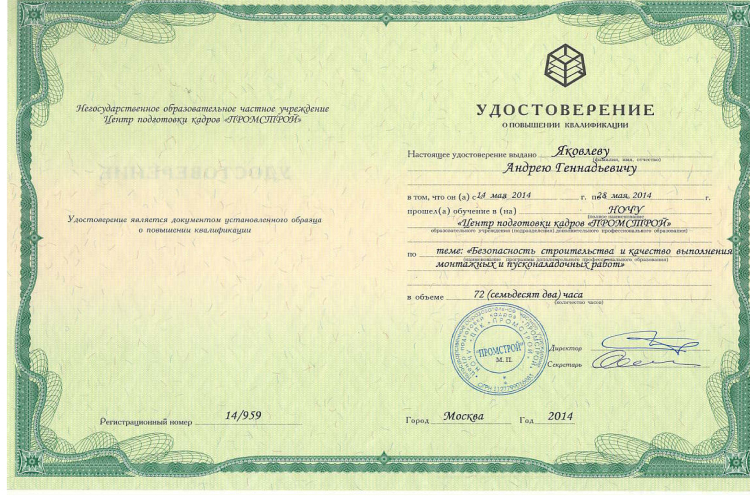 Негосударственное образовательное частное учреждение
Центр подготовки кадров «ПРОМСТРОЙ»
Удостоверение является документом установленного образца
о повышении квалификации
Регистрационный номер 14/959
УДОСТОВЕРЕНИЕ
О ПОВЫШЕНИИ КВАЛИФИКАЦИИ
Настоящее удостоверение выдано Яковлеву
(фамилия, имя, отчество)
Андрею Геннадьевичу
в том, что он (а) с 14 мая 2014 г. по 28 мая, 2014 г.
прошел(а) обучение в (на) НОЧУ
(полное наименование)
«Центр подготовки кадров «ПРОМСТРОЙ»
образовательного учреждения (подразделения) дополнительного профессионального образования)
по теме: «Безопасность строительства и качество выполнения
(наименование программы дополнительного профессионального образования)
монтажных и пусконаладочных работ»
в объеме 72 (семьдесят два) часа
(количество часов)
"ПРОМСТРОЙ"
М. П.
Директор
Секретарь
Город Москва Год 2014